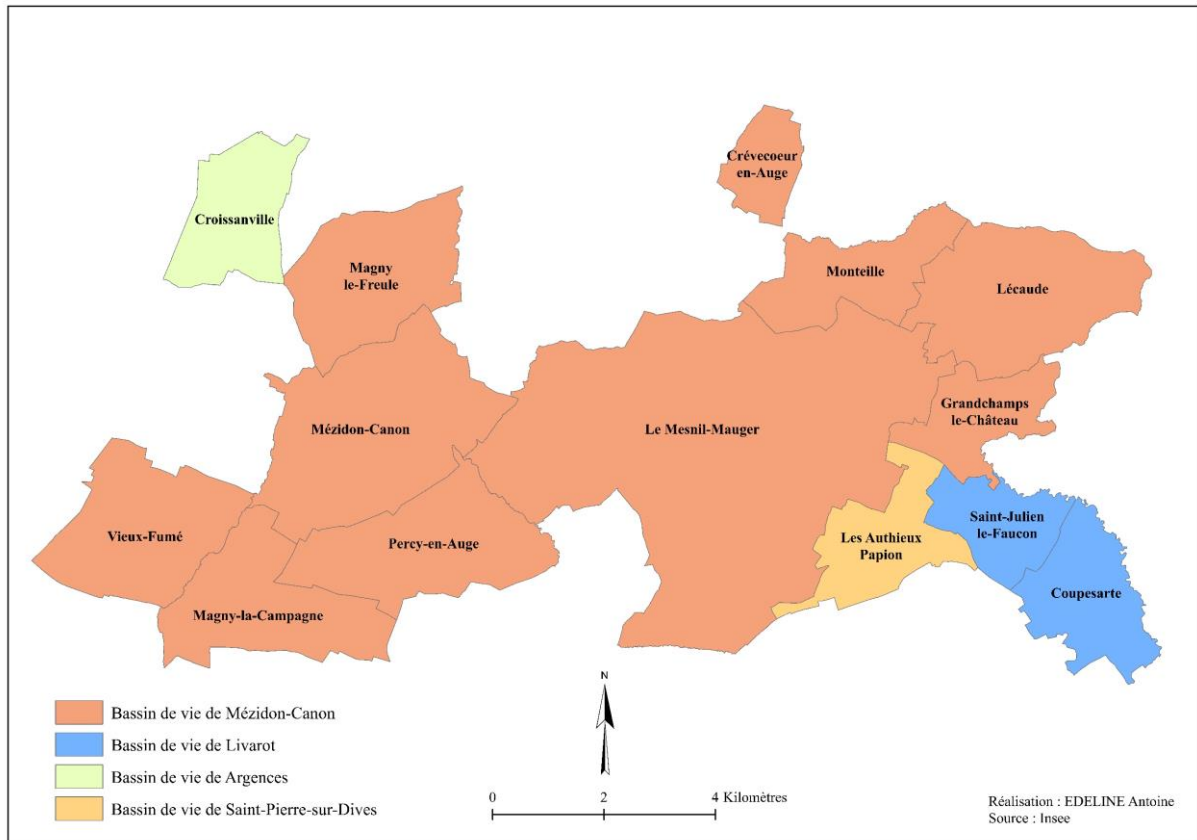 Crévecoeur
en-Auge
Croissanville
Magny
le-Freule
Monteille
Lécaude
Mézidon-Canon
Le Mesnil-Mauger
Grandchamps
le-Château
Vieux-Fumé
Percy-en-Auge
Les Authieux
Papion
Saint-Julien
le-Faucon
Coupesarte
Magny-la-Campagne
N
Bassin de vie de Mézidon-Canon
Bassin de vie de Livarot
Bassin de vie de Argences
Bassin de vie de Saint-Pierre-sur-Dives
0 2 4 Kilomètres
Réalisation : EDELINE Antoine
Source : Insee